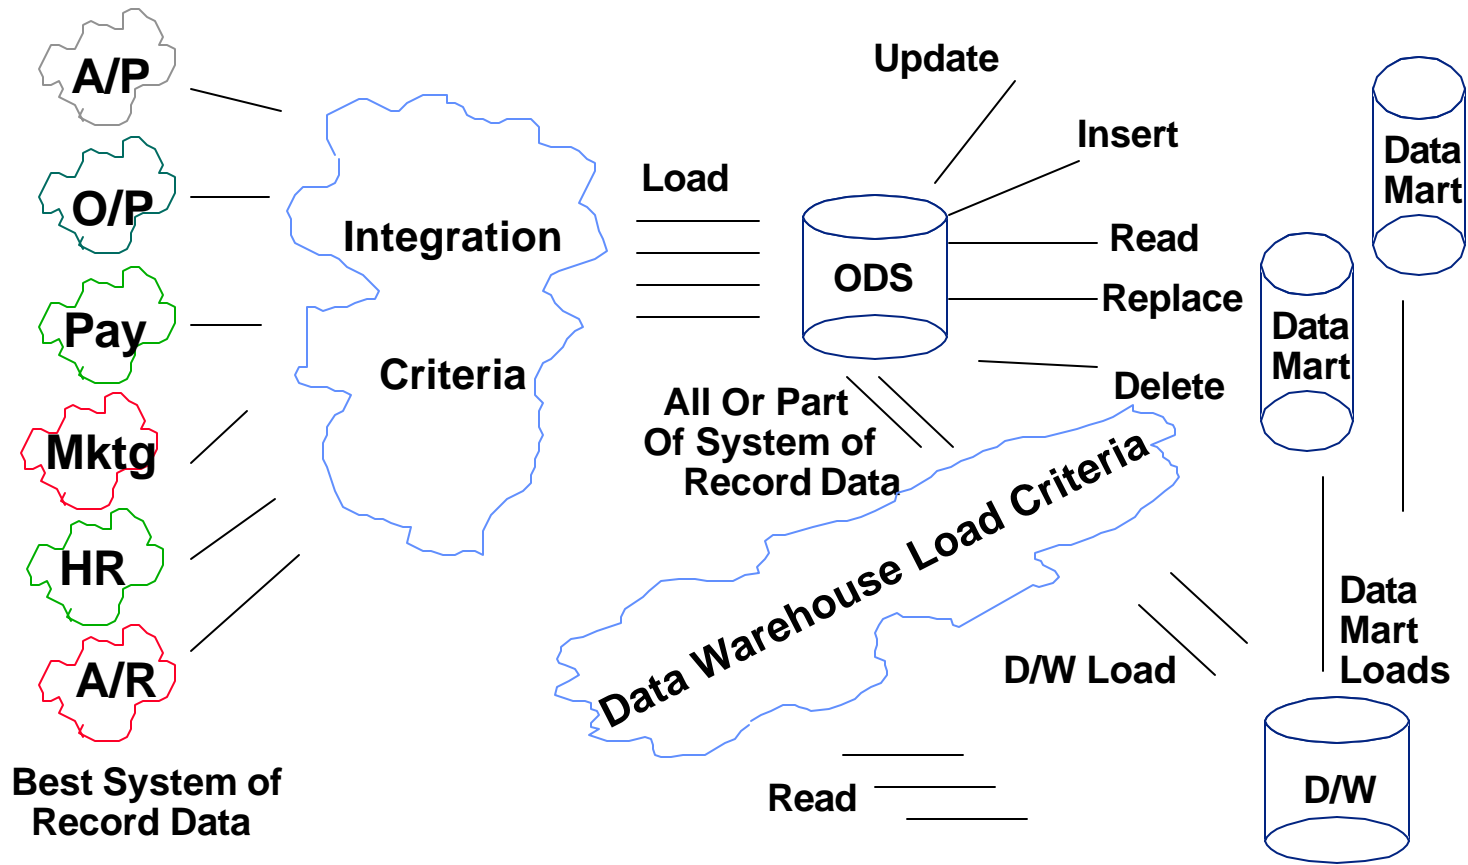 A/P
O/P
Pay
Mktg
HR
A/R
Best System of
Record Data
Integration
Criteria
Load
ODS
Update
Insert
Read
Replace
Delete
All Or Part
Of System of
Record Data
Data Warehouse Load Criteria
D/W Load
Read
Data
Mart
Data
Mart
Data
Mart
Loads
D/W